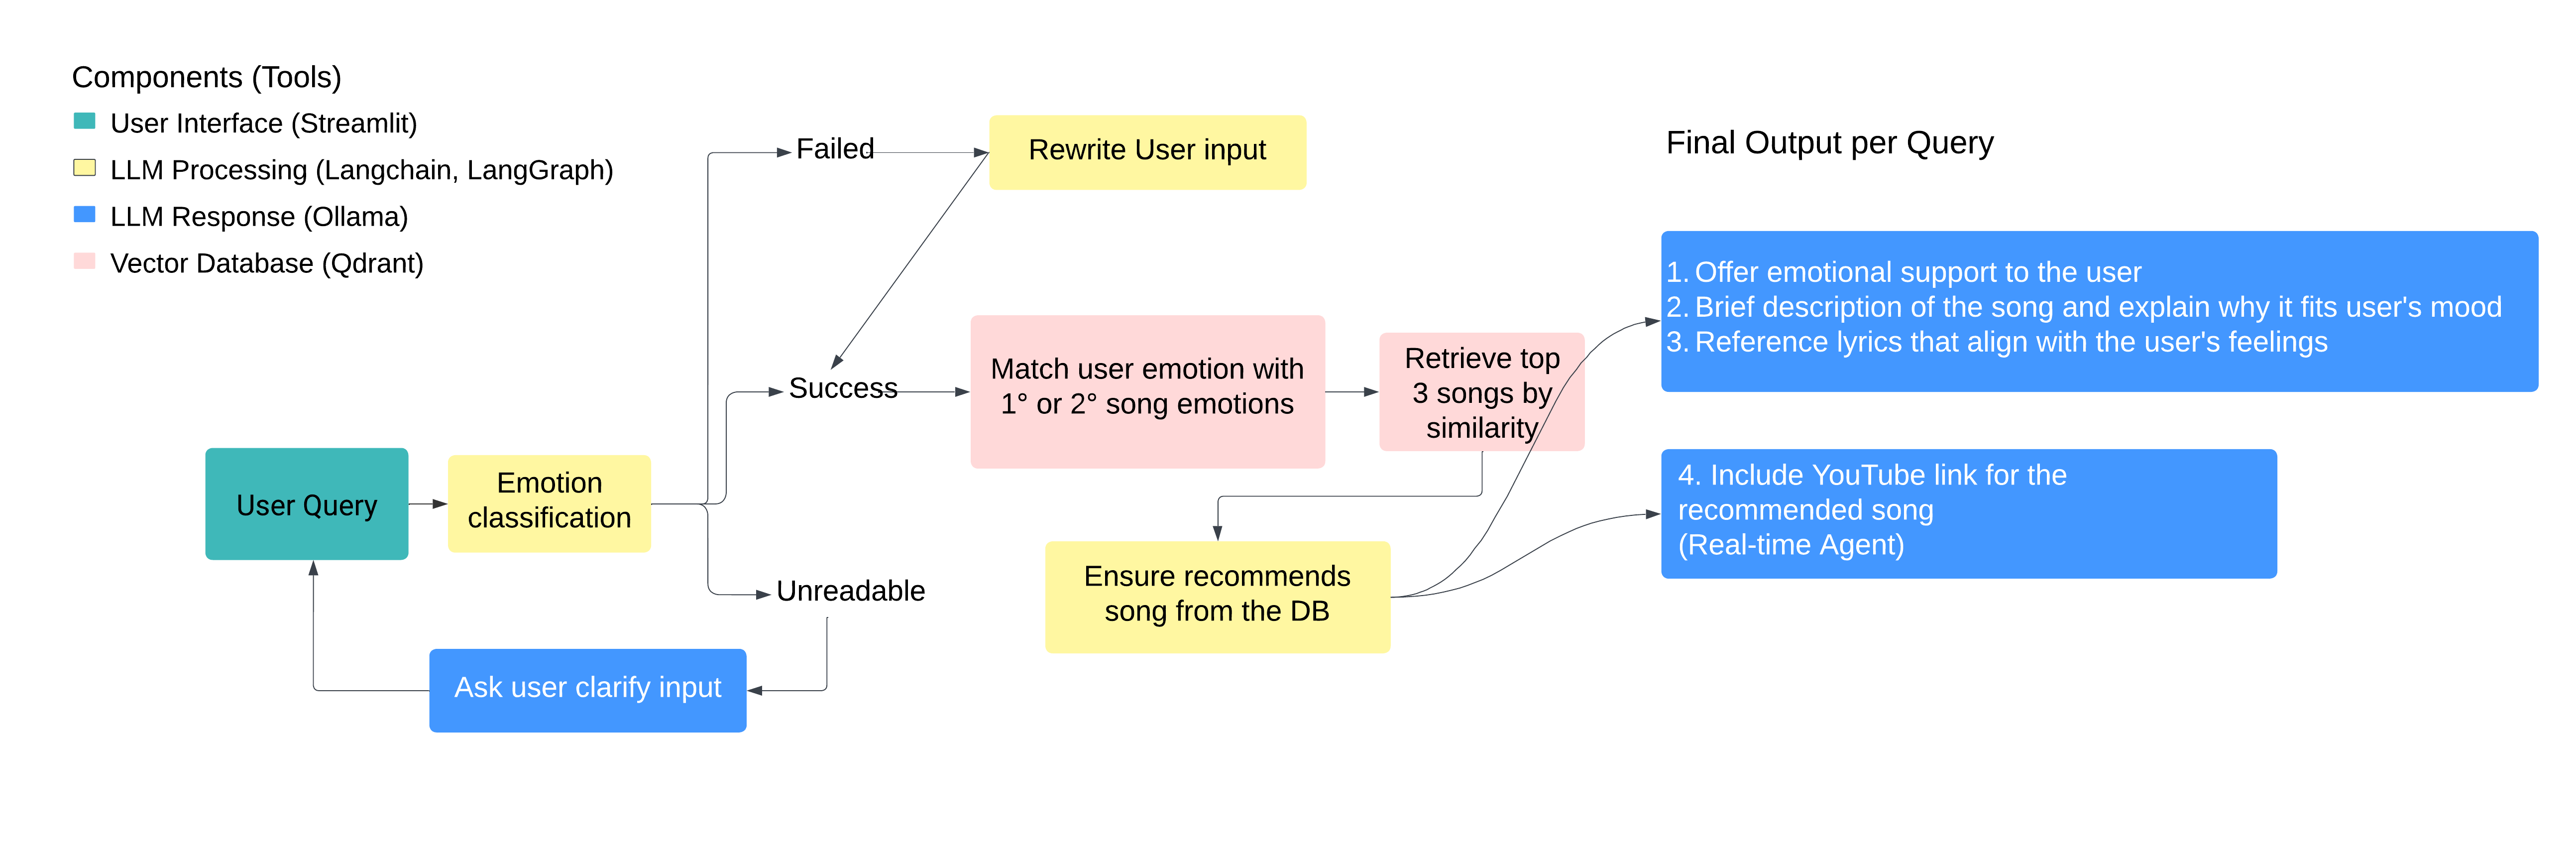 Components (Tools)
User Interface (Streamlit)
LLM Processing (Langchain, LangGraph)
LLM Response (Ollama)
Vector Database (Qdrant)
Failed
Rewrite User input
Final Output per Query
1. Offer emotional support to the user
2. Brief description of the song and explain why it fits user's mood
3. Reference lyrics that align with the user's feelings
Success
Match user emotion with
1° or 2° song emotions
Retrieve top
3 songs by
similarity
User Query
Emotion
classification
4. Include YouTube link for the
recommended song
(Real-time Agent)
Unreadable
Ensure recommends
song from the DB
Ask user clarify input